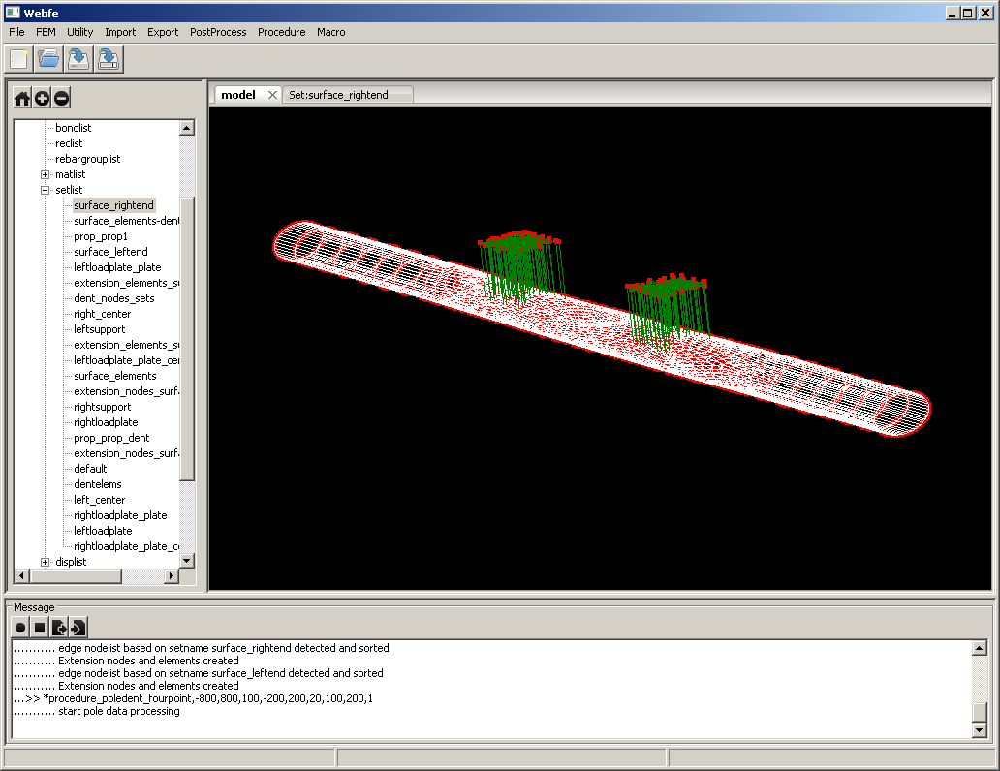 Webfe
File FEM Utility Import Export PostProcess Procedure Macro
model Set:surface_rightend
bondlist
reclist
rebargrouplist
matlist
setlist
surface_rightend
surface_elements-dent
prop_prop1
surface_leftend
leftloadplate_plate
extension_elements_su
dent_nodes_sets
right_center
leftsupport
extension_elements_su
leftloadplate_plate_cen
surface_elements
extension_nodes_surfa
rightsupport
rightloadplate
prop_prop_dent
extension_nodes_surfa
default
dentelems
left_center
rightloadplate_plate
leftloadplate
rightloadplate_plate_ce
displist
Message
........... edge nodelist based on setname surface_rightend detected and sorted
........... Extension nodes and elements created
........... edge nodelist based on setname surface_leftend detected and sorted
........... Extension nodes and elements created
...>> *procedure_poledent_fourpoint,-800,800,100,-200,200,20,100,200,1
........... start pole data processing